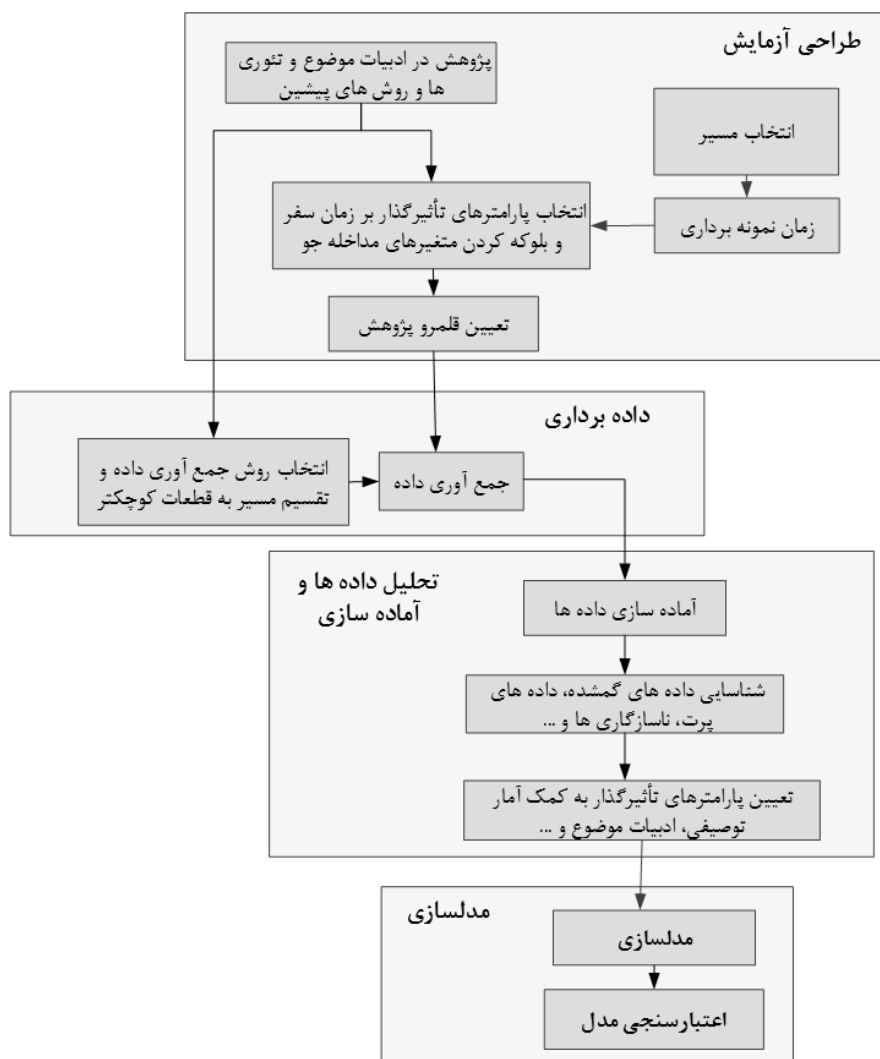 طراحی آزمایش
پژوهش در ادبیات موضوع و تئوری
ها و روش های پیشین
انتخاب مسیر
زمان نمونه برداری
انتخاب پارامترهای تأثیرگذار بر زمان سفر
و بلوکه کردن متغیرهای مداخله جو
تعیین قلمرو پژوهش
داده برداری
انتخاب روش جمع آوری داده و
تقسیم مسیر به قطعات کوچکتر
جمع آوری داده
تحلیل داده ها و
آماده سازی
آماده سازی داده ها
شناسایی داده های گمشده، داده های
پرت، ناسازگاری ها و ...
تعیین پارامترهای تأثیرگذار به کمک آمار
توصیفی، ادبیات موضوع و ...
مدلسازی
مدلسازی
اعتبارسنجی مدل